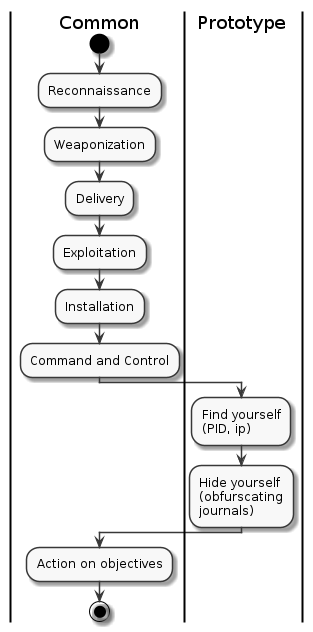 Common
Prototype
Reconnaissance
Weaponization
Delivery
Exploitation
Installation
Command and Control
Find yourself
(PID, ip)
Hide yourself
(obfurscating
journals)
Action on objectives